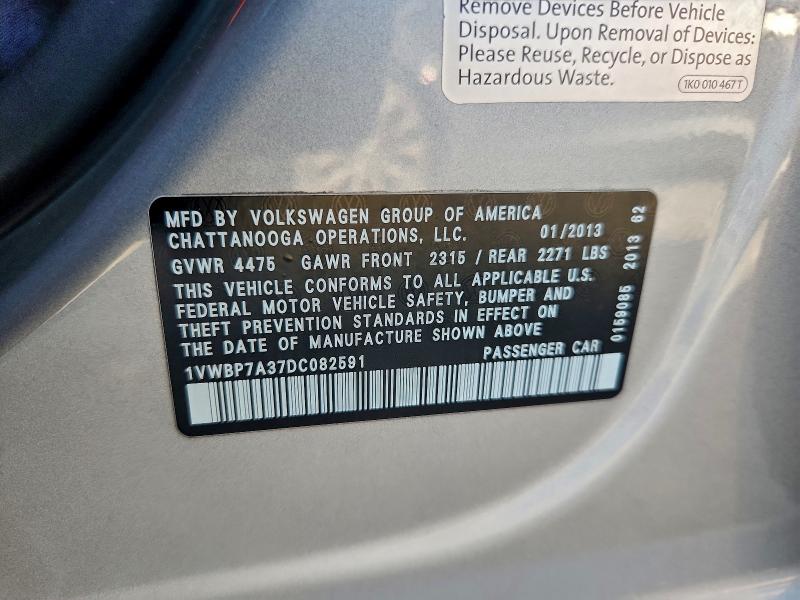 Remove Devices Before Vehicle
Disposal. Upon Removal of Devices:
Please Reuse, Recycle, or Dispose as
Hazardous Waste.
1K0 010 467 T
MFD BY VOLKSWAGEN GROUP OF AMERICA
CHATTANOOGA OPERATIONS, LLC. 01/2013
GVWR 4475 GAWR FRONT 2315 / REAR 2271 LBS
THIS VEHICLE CONFORMS TO ALL APPLICABLE U.S.
FEDERAL MOTOR VEHICLE SAFETY, BUMPER AND
THEFT PREVENTION STANDARDS IN EFFECT ON
THE DATE OF MANUFACTURE SHOWN ABOVE
1VWBP7A37DC082591 PASSENGER CAR
0159085 2013 62